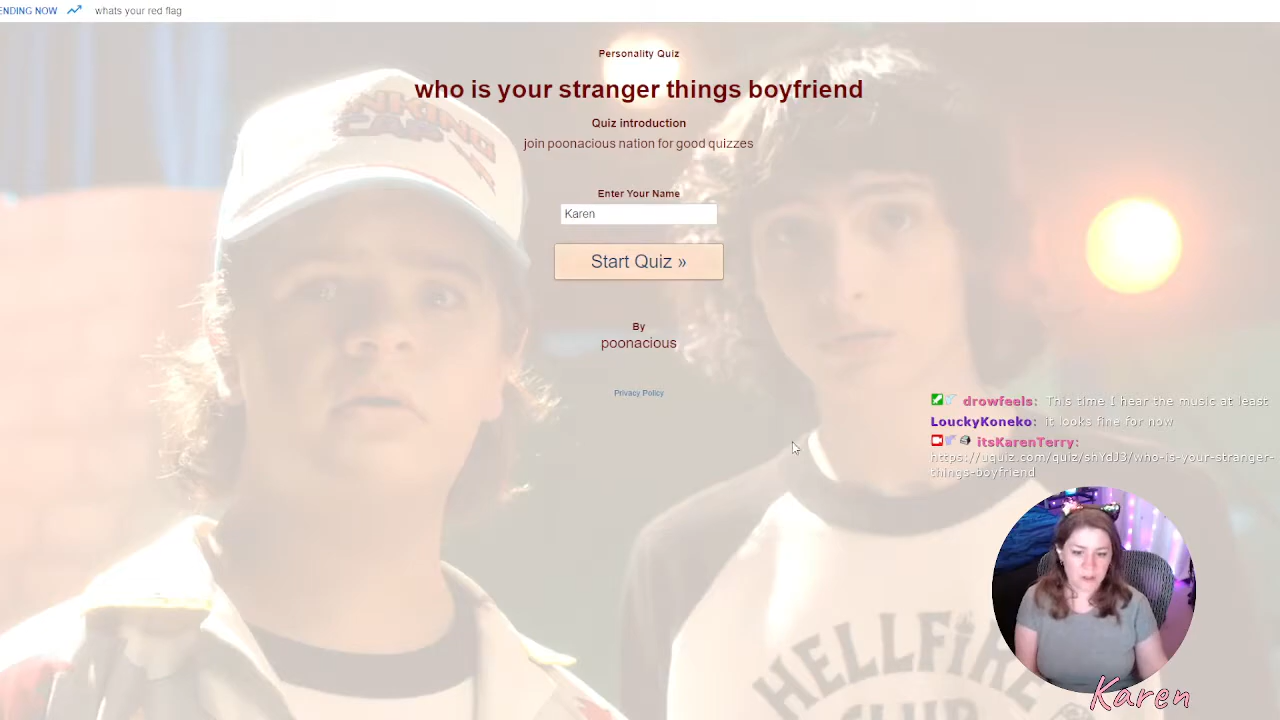 ENDING NOW whats your red flag
Personality Quiz
who is your stranger things boyfriend
Quiz introduction
join poonacious nation for good quizzes
Enter Your Name
Karen
Start Quiz »
By
poonacious
Privacy Policy
drowfeels: This time I hear the music at least
LouckyKoneko: it looks fine for now
itsKarenTerry:
https://uquiz.com/quiz/shYdJ3/who-is-your-stranger-
things-boyfriend
HELLFIRE
CLUB
Karen